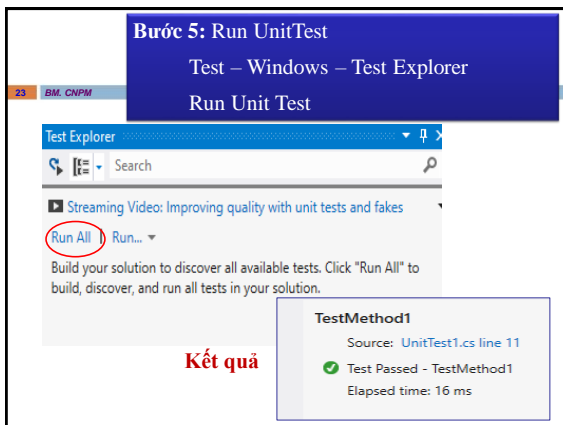 Bước 5: Run UnitTest
Test – Windows – Test Explorer
Run Unit Test
23 BM. CNPM
Test Explorer
Search
Streaming Video: Improving quality with unit tests and fakes
Run All | Run...
Build your solution to discover all available tests. Click "Run All" to
build, discover, and run all tests in your solution.
Kết quả
TestMethod1
Source: UnitTest1.cs line 11
Test Passed - TestMethod1
Elapsed time: 16 ms